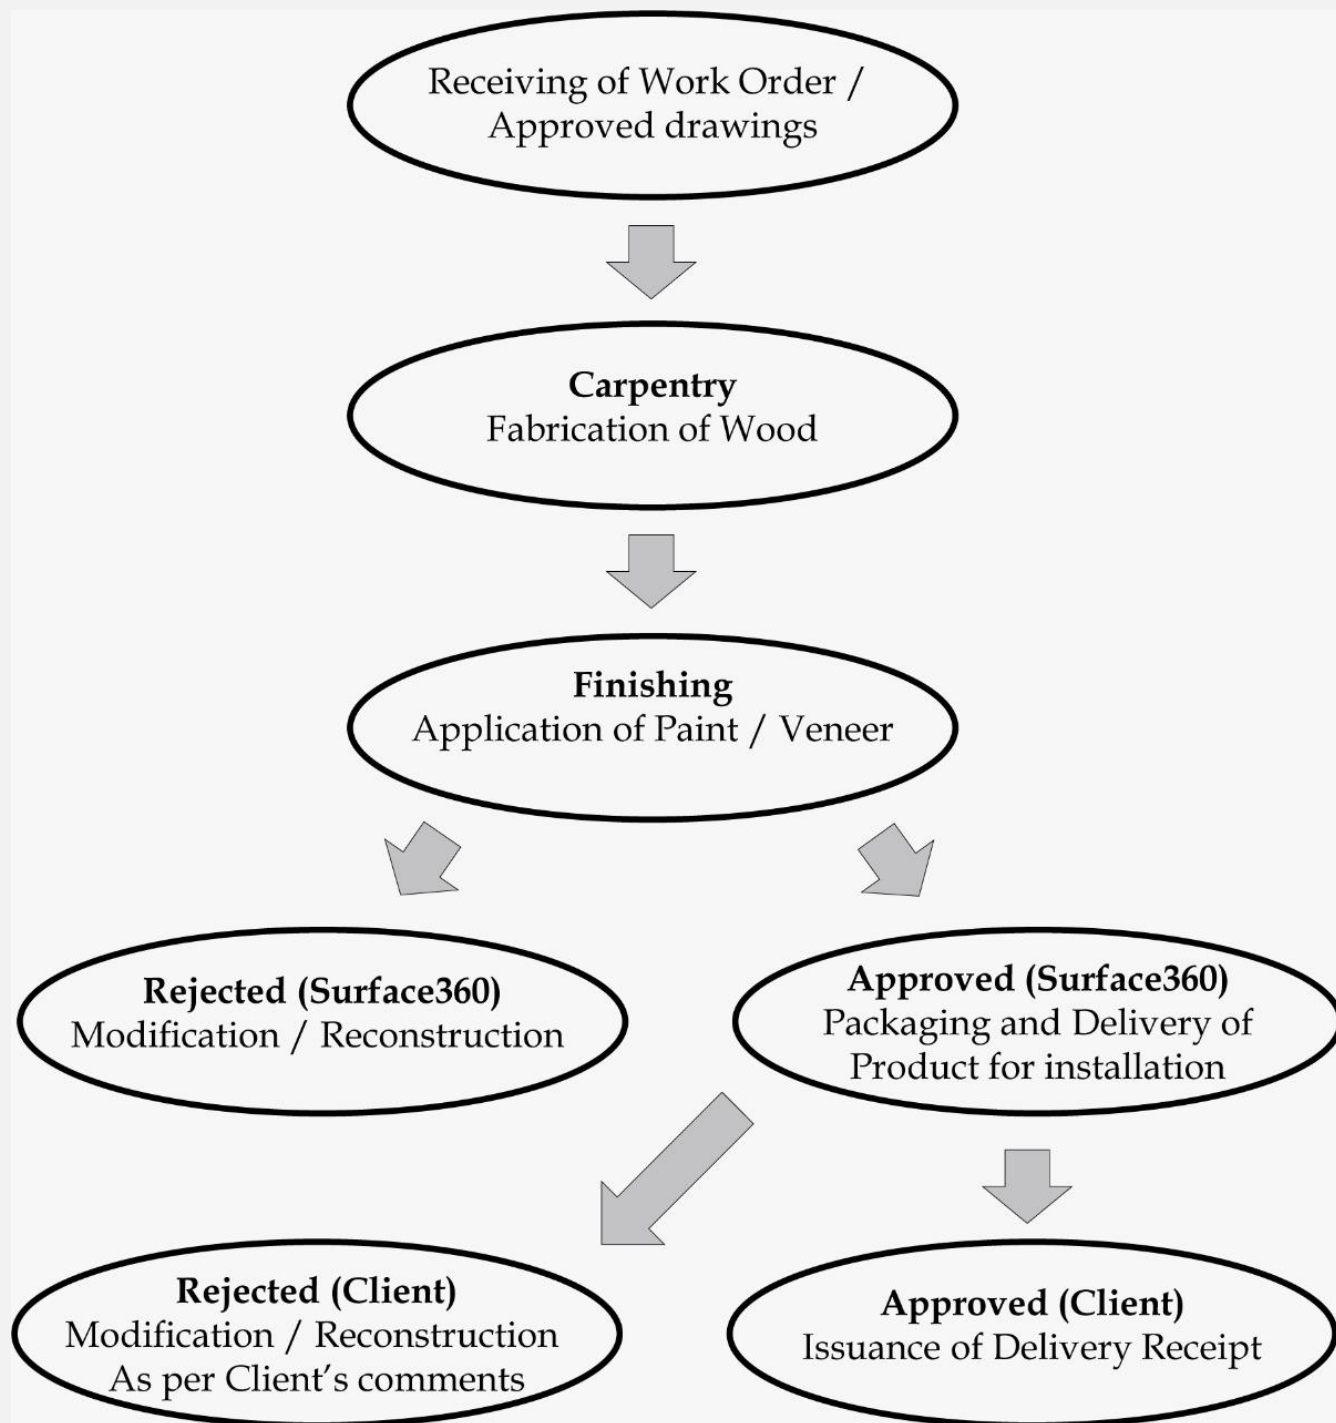 Receiving of Work Order /
Approved drawings
Carpentry
Fabrication of Wood
Finishing
Application of Paint / Veneer
Rejected (Surface360)
Modification / Reconstruction
Approved (Surface360)
Packaging and Delivery of
Product for installation
Rejected (Client)
Modification / Reconstruction
As per Client’s comments
Approved (Client)
Issuance of Delivery Receipt